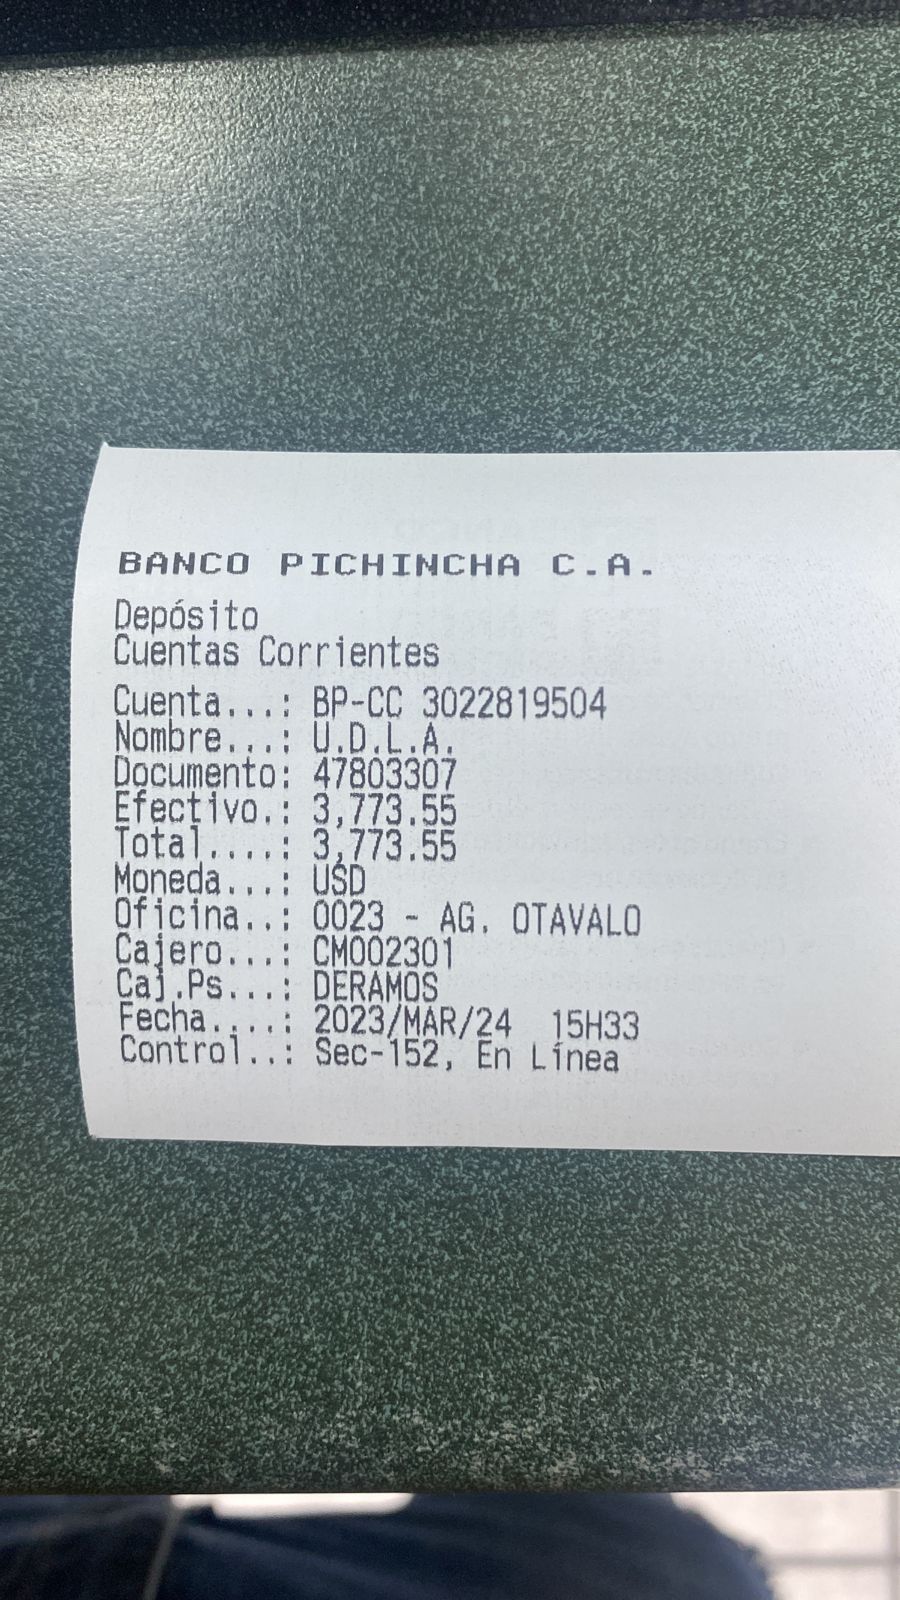 BANCO PICHINCHA C.A.
Depósito
Cuentas Corrientes
Cuenta...: BP-CC 3022819504
Nombre...: U.D.L.A.
Documento: 47803307
Efectivo.: 3,773.55
Total....: 3,773.55
Moneda...: USD
Oficina..: 0023 - AG. OTAVALO
Cajero...: CM002301
Caj.Ps...: DERAMOS
Fecha....: 2023/MAR/24 15H33
Control..: Sec-152, En Línea